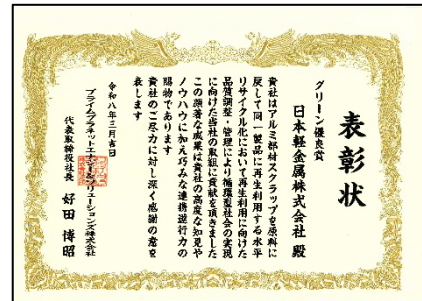 表彰状
グリーン優良賞
日本軽金属株式会社 殿
貴社はアルミ部材スクラップを原料に
戻して同一製品に再生利用する水平
リサイクル化において再生利用に向けた
品質調整・管理により循環型社会の実現
に向けた当社の取組に貢献を頂きました
この顕著な成果は貴社の高度な知見や
ノウハウに加え巧みな連携遂行力の
賜物であります
貴社のご尽力に対し深く感謝の意を
表します
令和八年三月吉日
プライムプラネットエナジー&ソリューションズ株式会社
代表取締役社長 好田 博昭